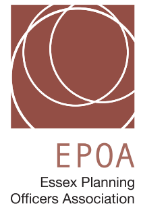 EPOA
Essex Planning
Officers Association